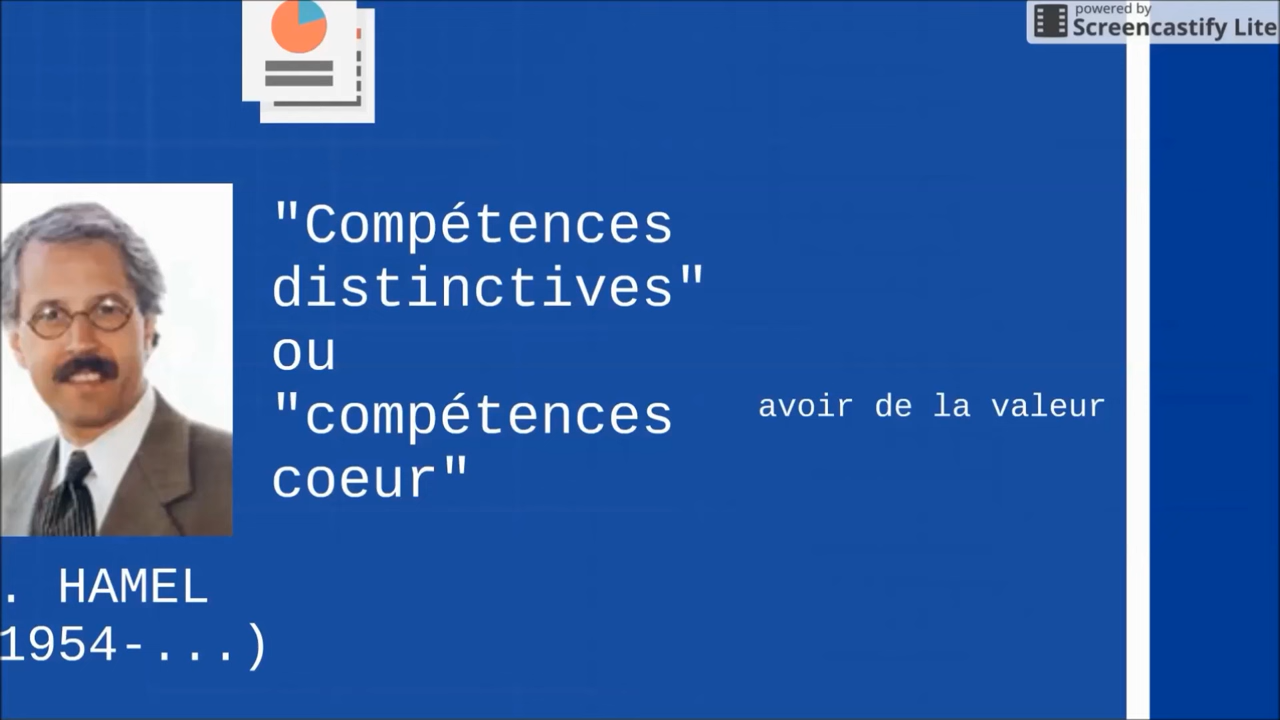 powered by
Screencastify Lite
"Compétences
distinctives"
ou
"compétences
coeur"
avoir de la valeur
. HAMEL
1954-...)